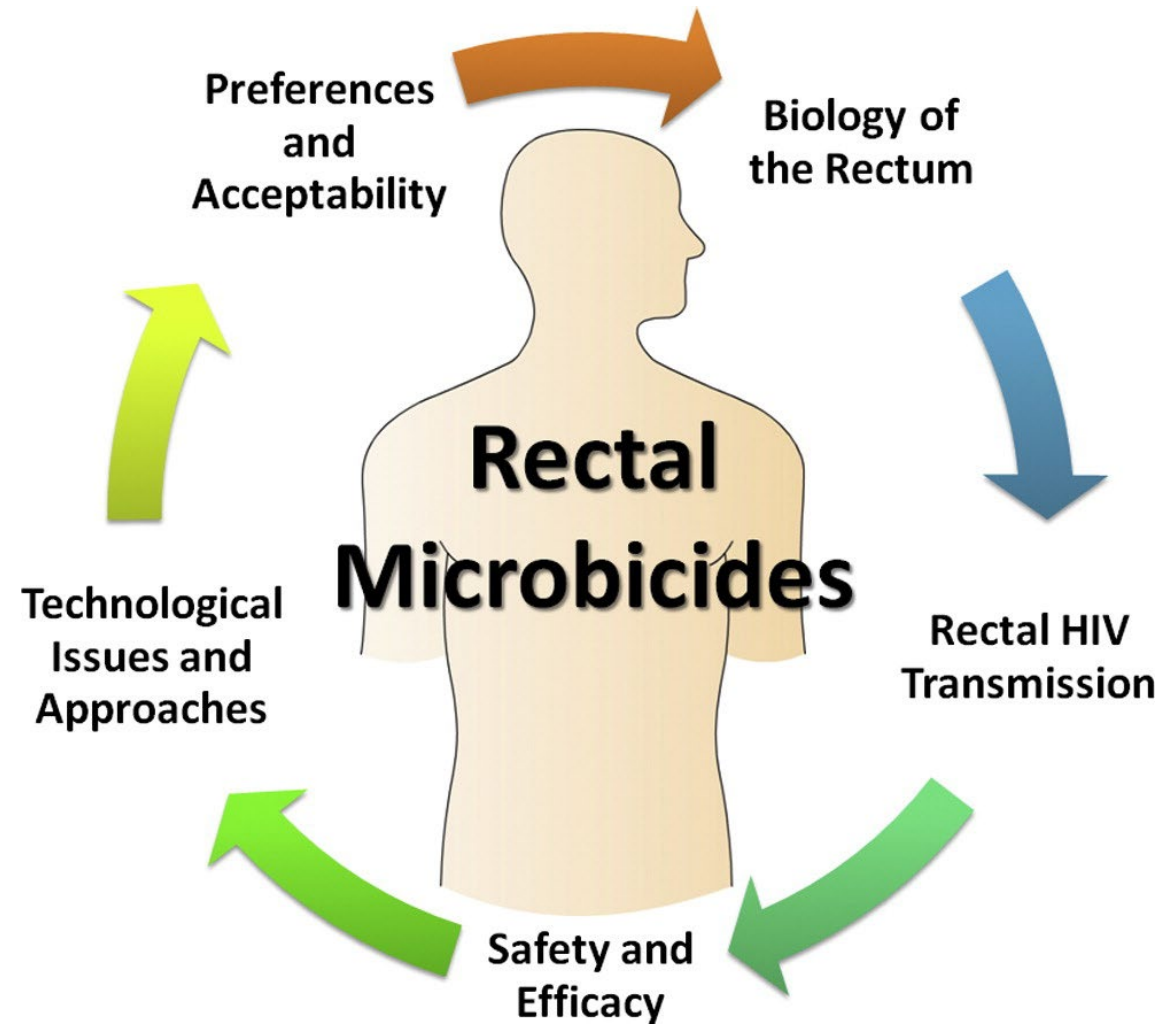 Preferences
and
Acceptability
Biology of
the Rectum
Rectal
Microbicides
Technological
Issues and
Approaches
Rectal HIV
Transmission
Safety and
Efficacy